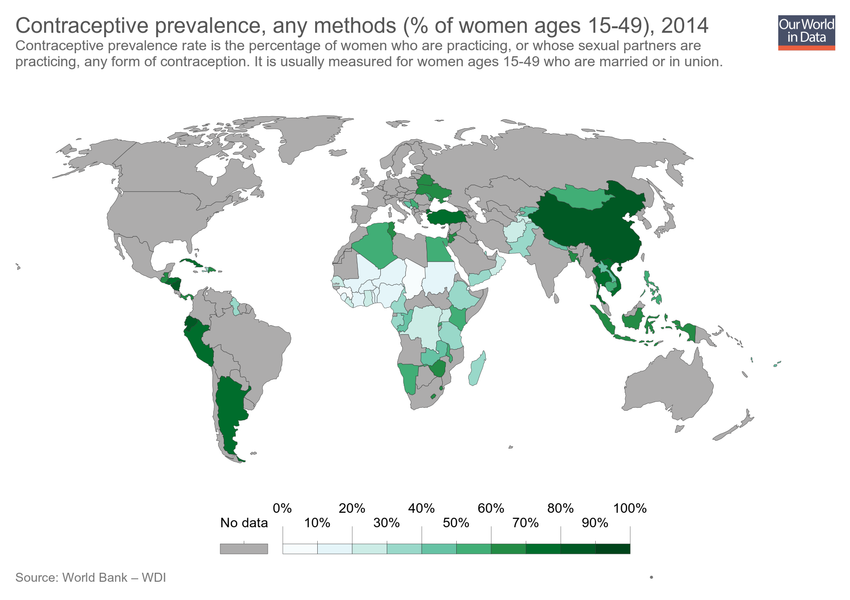 Contraceptive prevalence, any methods (% of women ages 15-49), 2014
Our World
in Data
Contraceptive prevalence rate is the percentage of women who are practicing, or whose sexual partners are
practicing, any form of contraception. It is usually measured for women ages 15-49 who are married or in union.
0% 20% 40% 60% 80% 100%
No data 10% 30% 50% 70% 90%
Source: World Bank – WDI